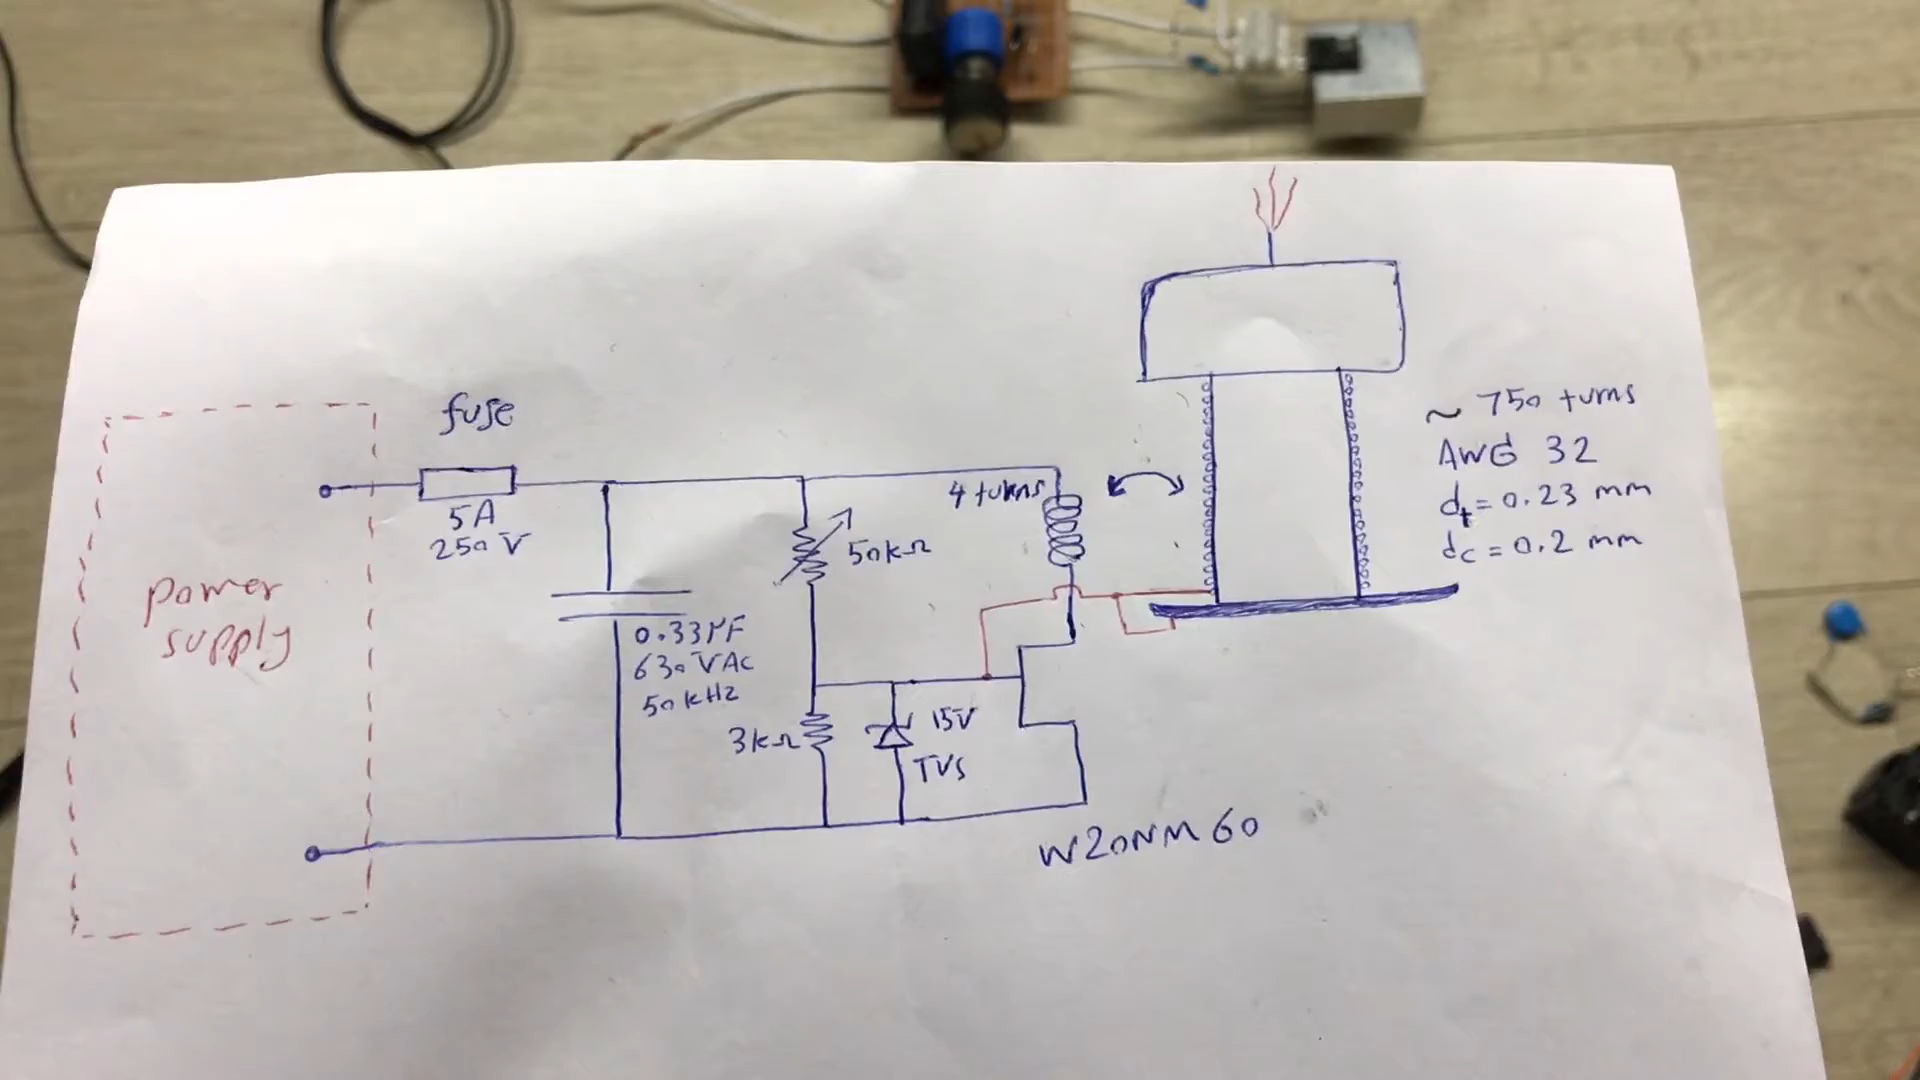 fuse
5A
250V
power
supply
0.33µF
630VAC
50kHz
50kΩ
3kΩ
15V
TVS
4 turns
W20NM60
~ 750 turns
AWG 32
dt = 0.23 mm
dc = 0.2 mm